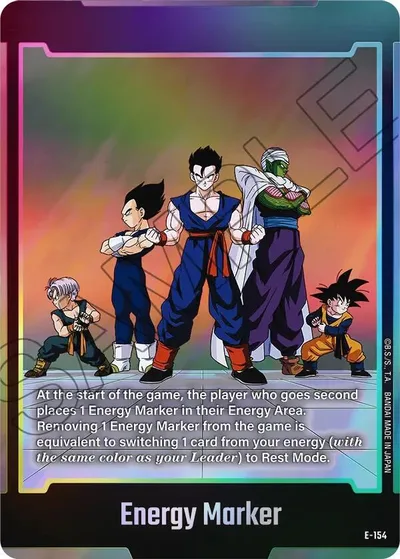 At the start of the game, the player who goes second
places 1 Energy Marker in their Energy Area.
Removing 1 Energy Marker from the game is
equivalent to switching 1 card from your energy (with
the same color as your Leader) to Rest Mode.
©B.S./S., T.A. BANDAI MADE IN JAPAN
Energy Marker
E-154
SAMPLE